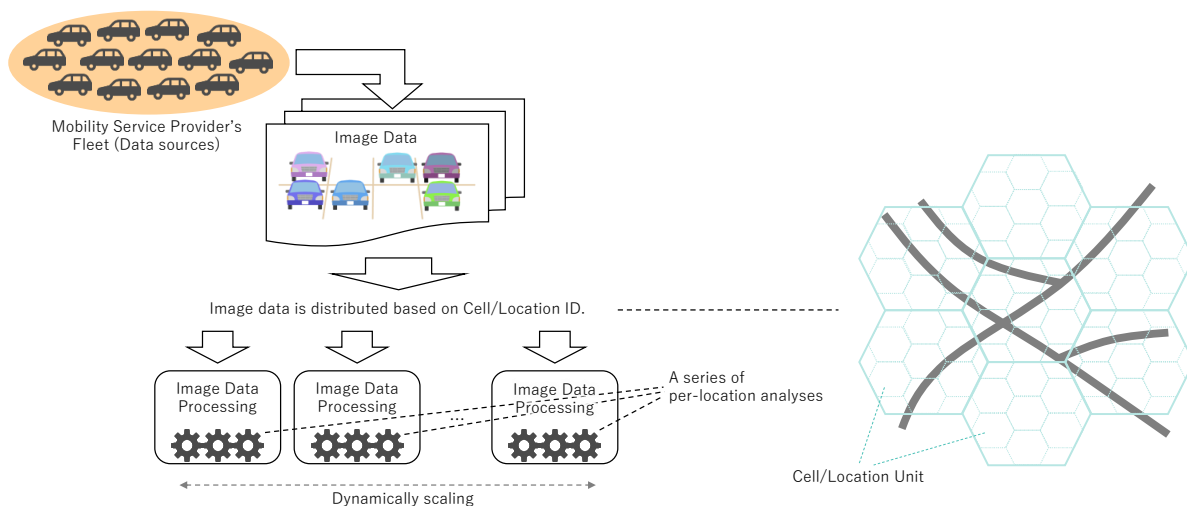 Mobility Service Provider's
Fleet (Data sources)
Image Data
Image data is distributed based on Cell/Location ID.
Image Data
Processing
Image Data
Processing
...
Image Data
Processing
A series of
per-location analyses
Dynamically scaling
Cell/Location Unit